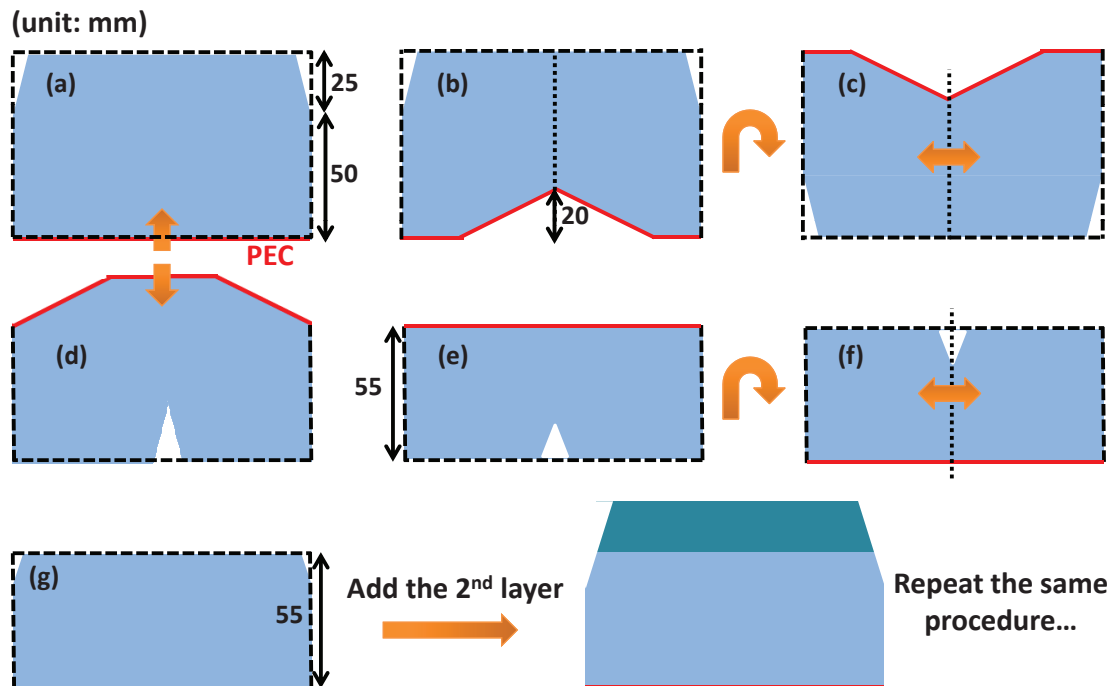 (unit: mm)
(a)
25
50
PEC
(b)
20
(c)
(d)
55
(e)
(f)
(g)
55
Add the 2nd layer
Repeat the same
procedure...